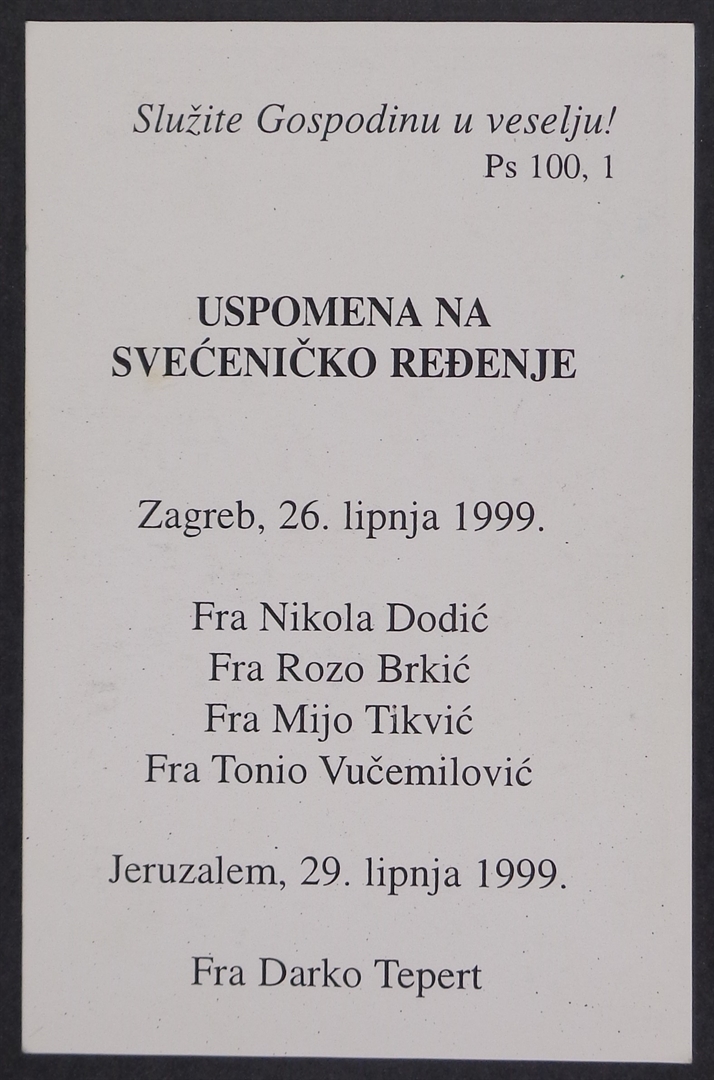 Služite Gospodinu u veselju!
Ps 100, 1
USPOMENA NA
SVEĆENIČKO REĐENJE
Zagreb, 26. lipnja 1999.
Fra Nikola Dodić
Fra Rozo Brkić
Fra Mijo Tikvić
Fra Tonio Vučemilović
Jeruzalem, 29. lipnja 1999.
Fra Darko Tepert